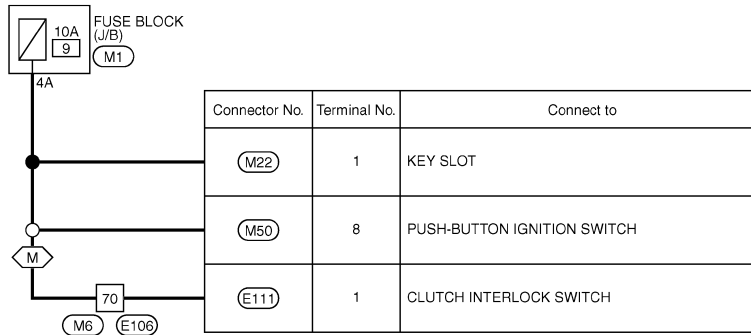 10A
9
FUSE BLOCK
(J/B)
M1
4A
Connector No. Terminal No. Connect to
M22 1 KEY SLOT
M50 8 PUSH-BUTTON IGNITION SWITCH
M
E111 1 CLUTCH INTERLOCK SWITCH
70
M6 E106